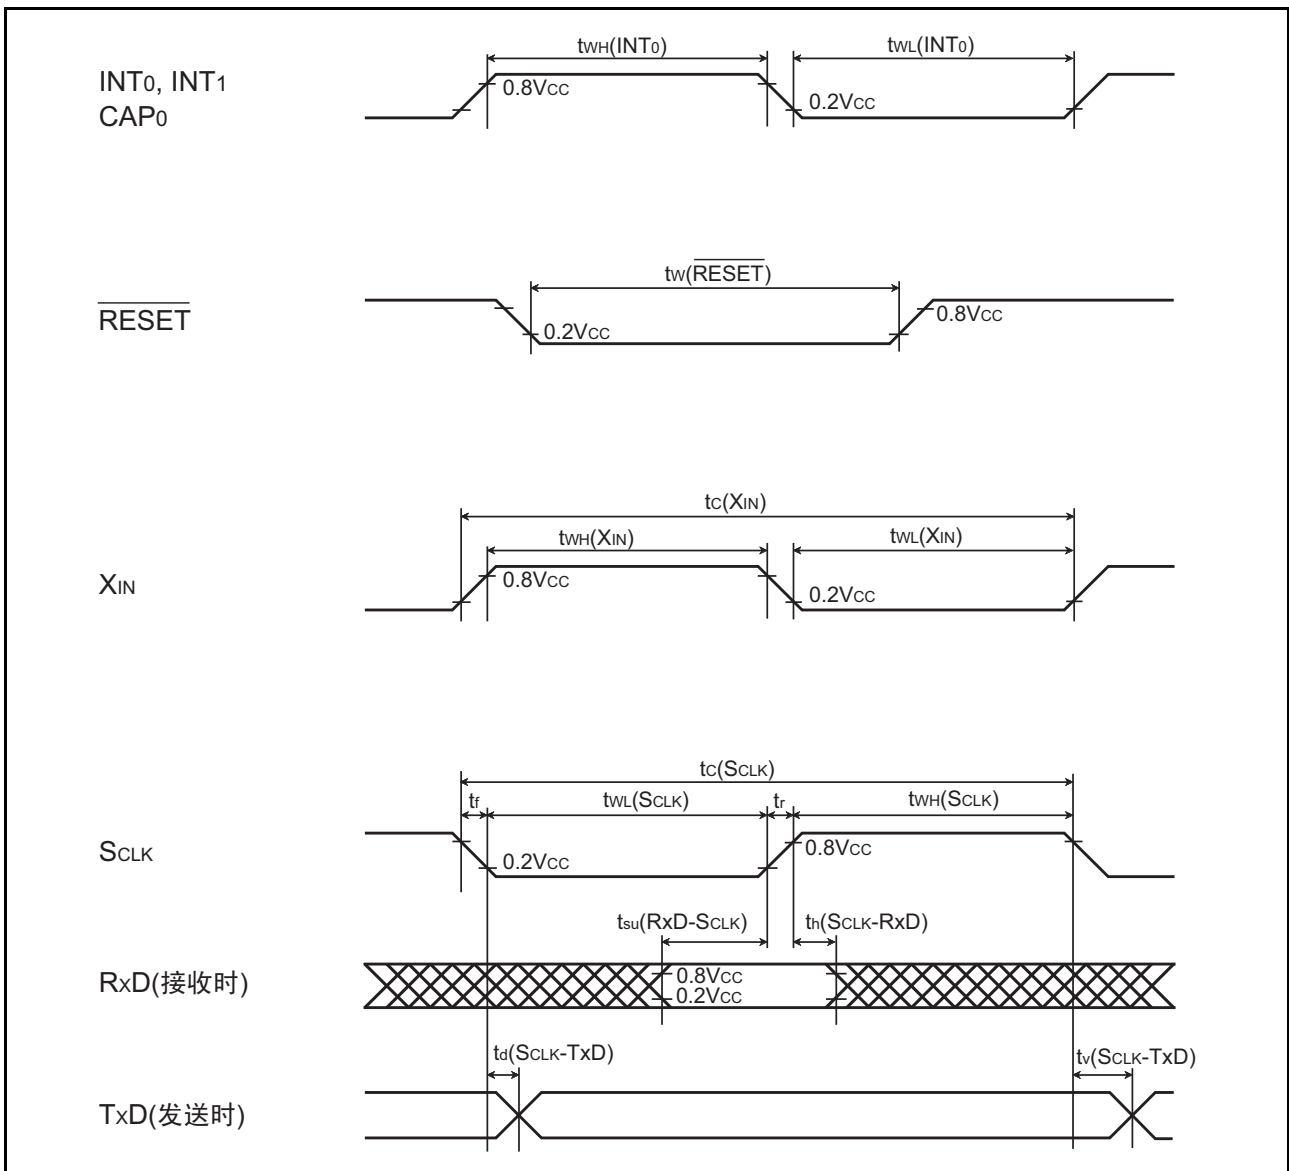 tWH(INT0)
tWL(INT0)
INT0, INT1
CAP0
0.8VCC
0.2VCC
tW(RESET)
RESET
0.2VCC
0.8VCC
tC(XIN)
tWH(XIN)
tWL(XIN)
XIN
0.8VCC
0.2VCC
tC(SCLK)
tf
tWL(SCLK)
tr
tWH(SCLK)
SCLK
0.2VCC
0.8VCC
tsu(RxD-SCLK)
th(SCLK-RxD)
RxD(接收时)
0.8VCC
0.2VCC
td(SCLK-TxD)
tv(SCLK-TxD)
TxD(发送时)